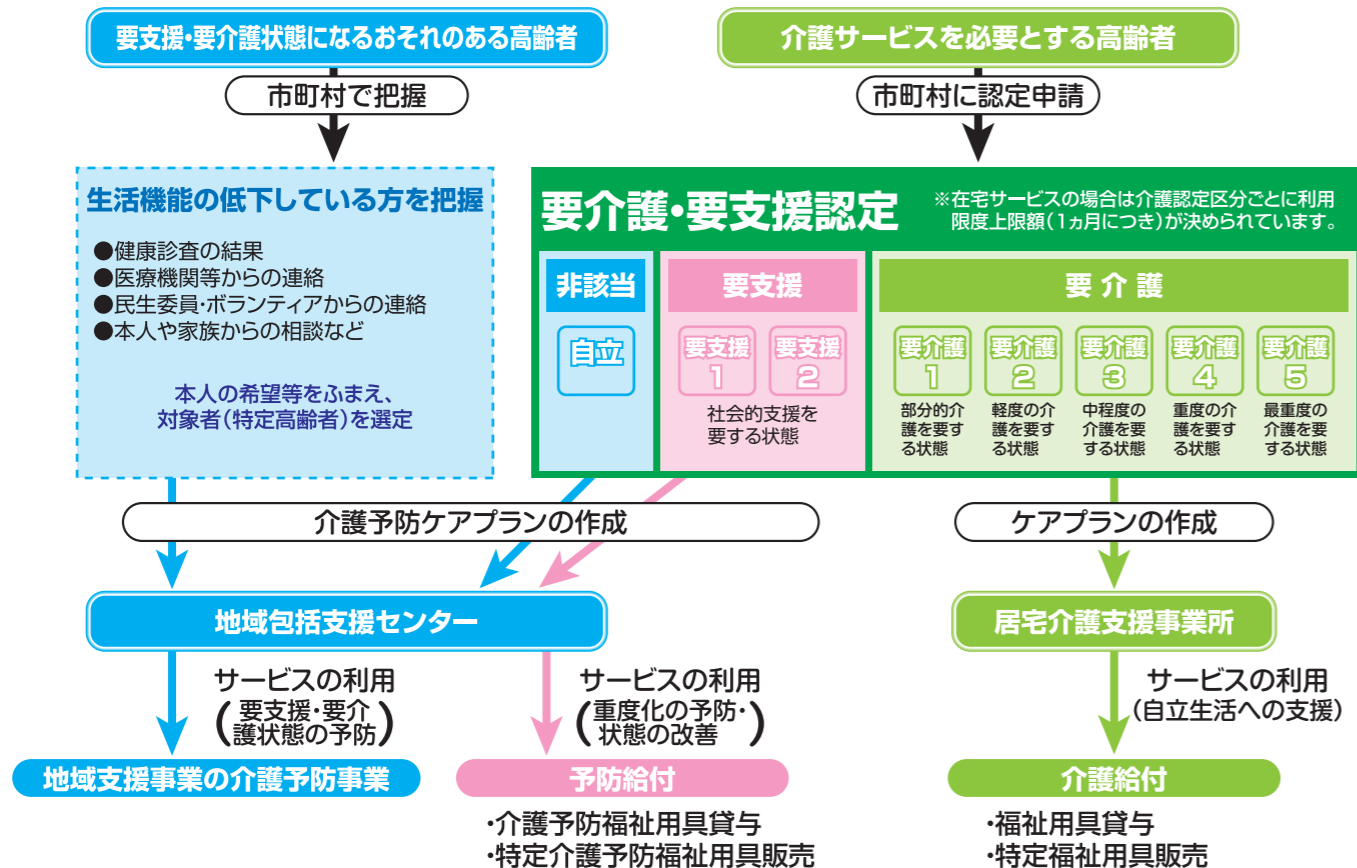 要支援・要介護状態になるおそれのある高齢者
介護サービスを必要とする高齢者
市町村で把握
市町村に認定申請
生活機能の低下している方を把握
●健康診査の結果
●医療機関等からの連絡
●民生委員・ボランティアからの連絡
●本人や家族からの相談など
本人の希望等をふまえ、
対象者(特定高齢者)を選定
要介護・要支援認定
※在宅サービスの場合は介護認定区分ごとに利用
限度上限額(1ヵ月につき)が決められています。
非該当
自立
要支援
要支援
1
要支援
2
社会的支援を
要する状態
要介護
要介護
1
部分的介
護を要す
る状態
要介護
2
軽度の介
護を要す
る状態
要介護
3
中程度の
介護を要
する状態
要介護
4
重度の介
護を要す
る状態
要介護
5
最重度の
介護を要
する状態
介護予防ケアプランの作成
ケアプランの作成
地域包括支援センター
居宅介護支援事業所
サービスの利用
(要支援・要介
護状態の予防)
サービスの利用
(重度化の予防・
状態の改善)
サービスの利用
(自立生活への支援)
地域支援事業の介護予防事業
予防給付
・介護予防福祉用具貸与
・特定介護予防福祉用具販売
介護給付
・福祉用具貸与
・特定福祉用具販売